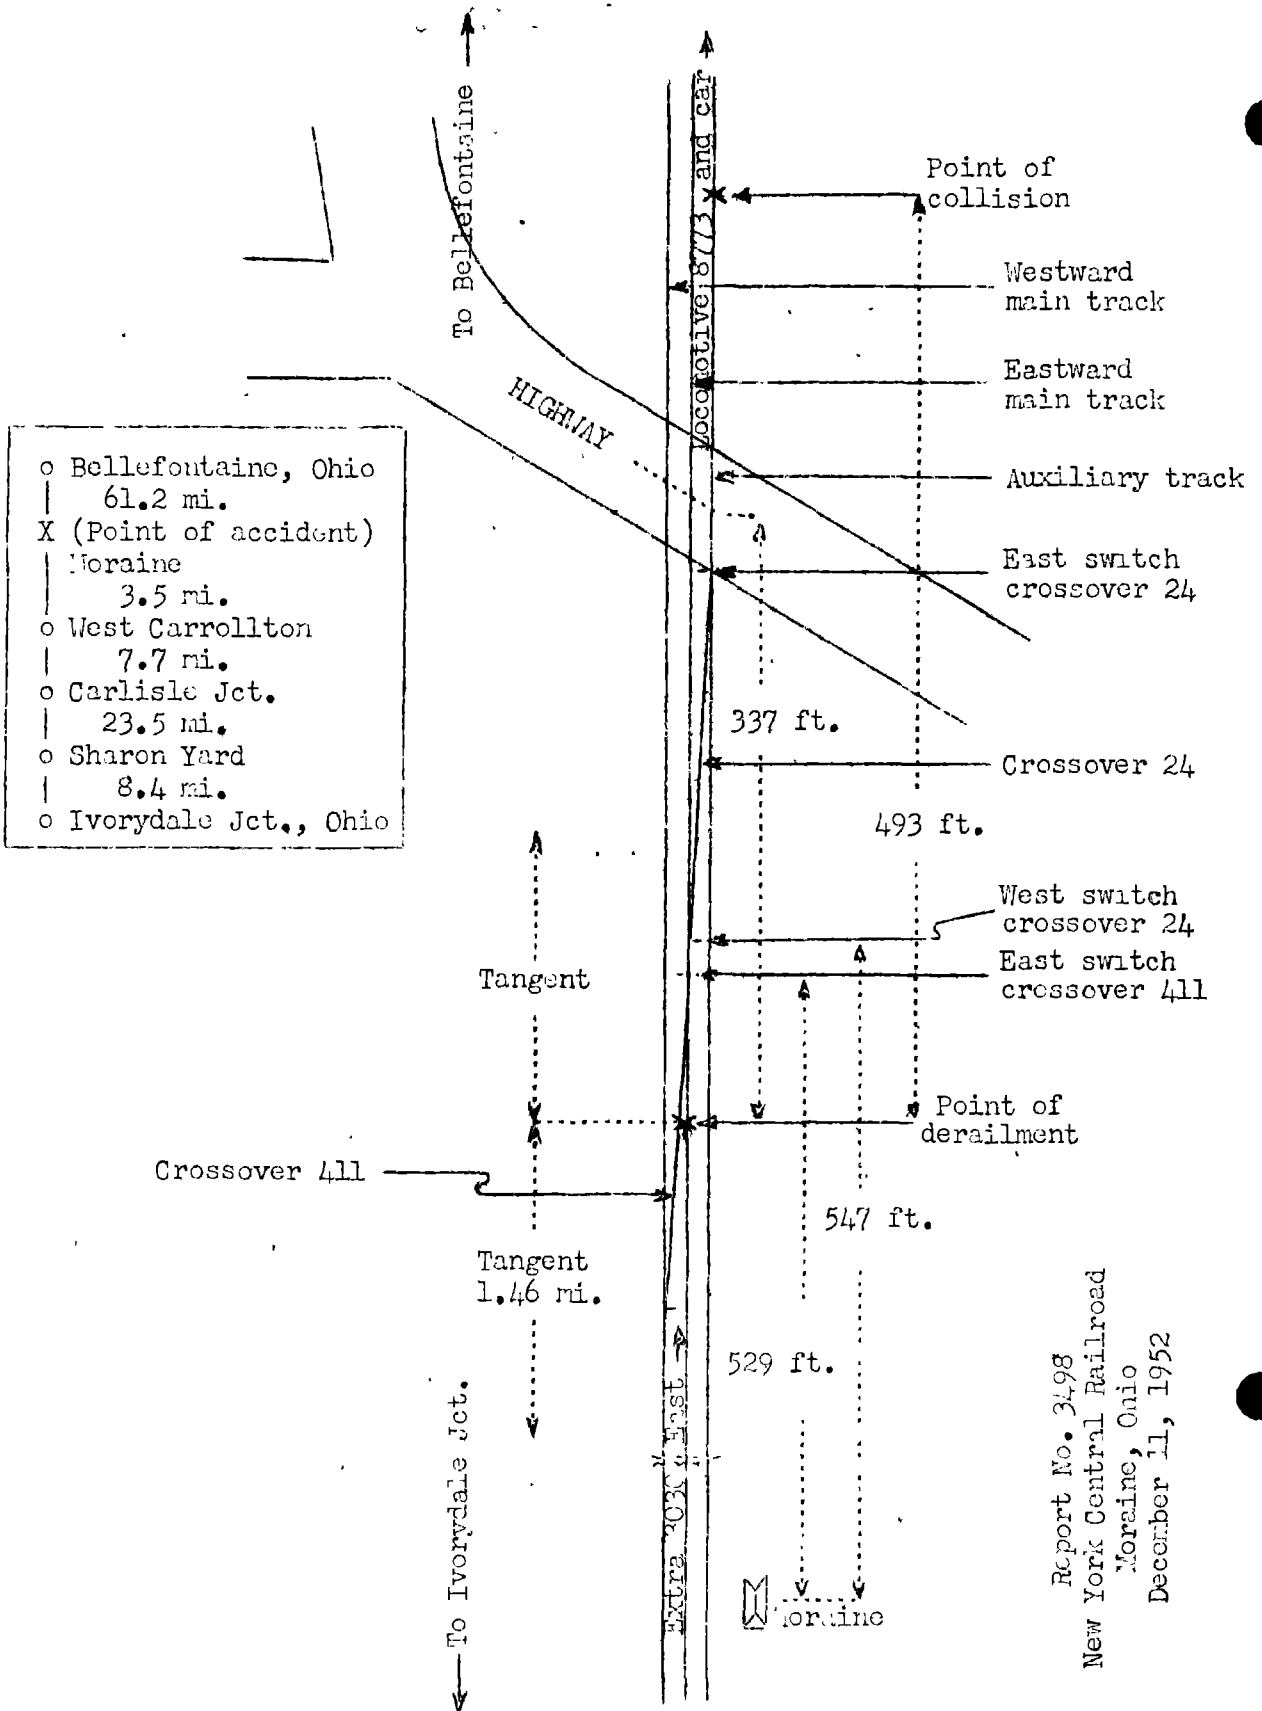 To Bellefontaine
Locomotive 8773 and car
Point of
collision
Westward
main track
Eastward
main track
HIGHWAY
Auxiliary track
East switch
crossover 24
o Bellefontaine, Ohio
61.2 mi.
X (Point of accident)
Moraine
3.5 mi.
o West Carrollton
7.7 mi.
o Carlisle Jct.
23.5 mi.
o Sharon Yard
8.4 mi.
o Ivorydale Jct., Ohio
337 ft.
Crossover 24
493 ft.
West switch
crossover 24
East switch
crossover 411
Tangent
Point of
derailment
Crossover 411
547 ft.
Tangent
1.46 mi.
529 ft.
To Ivorydale Jct.
Extra East
Moraine
Report No. 3498
New York Central Railroad
Moraine, Ohio
December 11, 1952